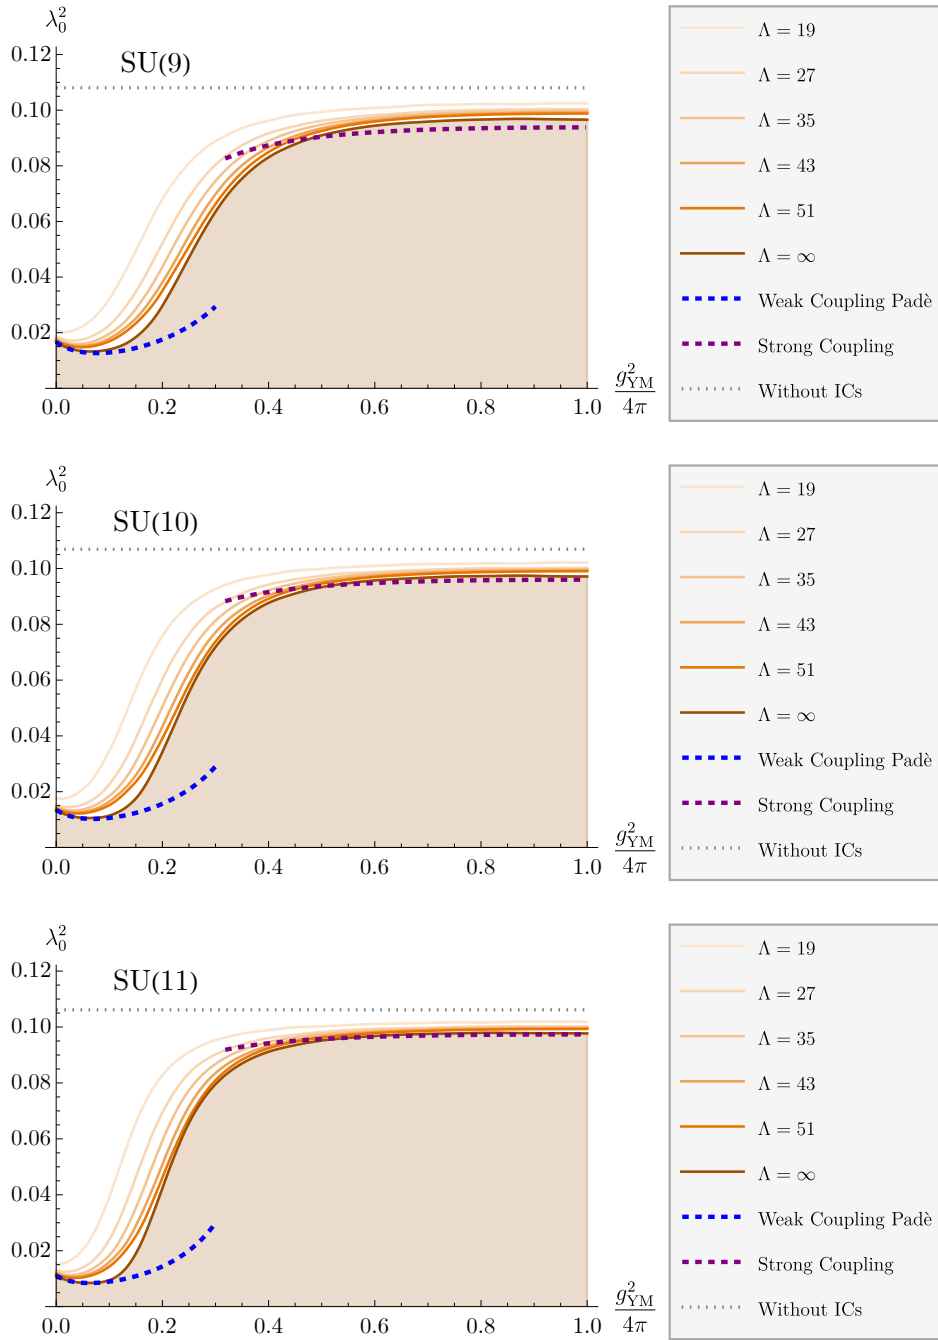 λ₀²
0.12
SU(9)
0.10
0.08
0.06
0.04
0.02
0.0 0.2 0.4 0.6 0.8 1.0
g²_YM
4π
Λ = 19
Λ = 27
Λ = 35
Λ = 43
Λ = 51
Λ = ∞
Weak Coupling Padè
Strong Coupling
Without ICs
λ₀²
0.12
SU(10)
0.10
0.08
0.06
0.04
0.02
0.0 0.2 0.4 0.6 0.8 1.0
g²_YM
4π
Λ = 19
Λ = 27
Λ = 35
Λ = 43
Λ = 51
Λ = ∞
Weak Coupling Padè
Strong Coupling
Without ICs
λ₀²
0.12
SU(11)
0.10
0.08
0.06
0.04
0.02
0.0 0.2 0.4 0.6 0.8 1.0
g²_YM
4π
Λ = 19
Λ = 27
Λ = 35
Λ = 43
Λ = 51
Λ = ∞
Weak Coupling Padè
Strong Coupling
Without ICs